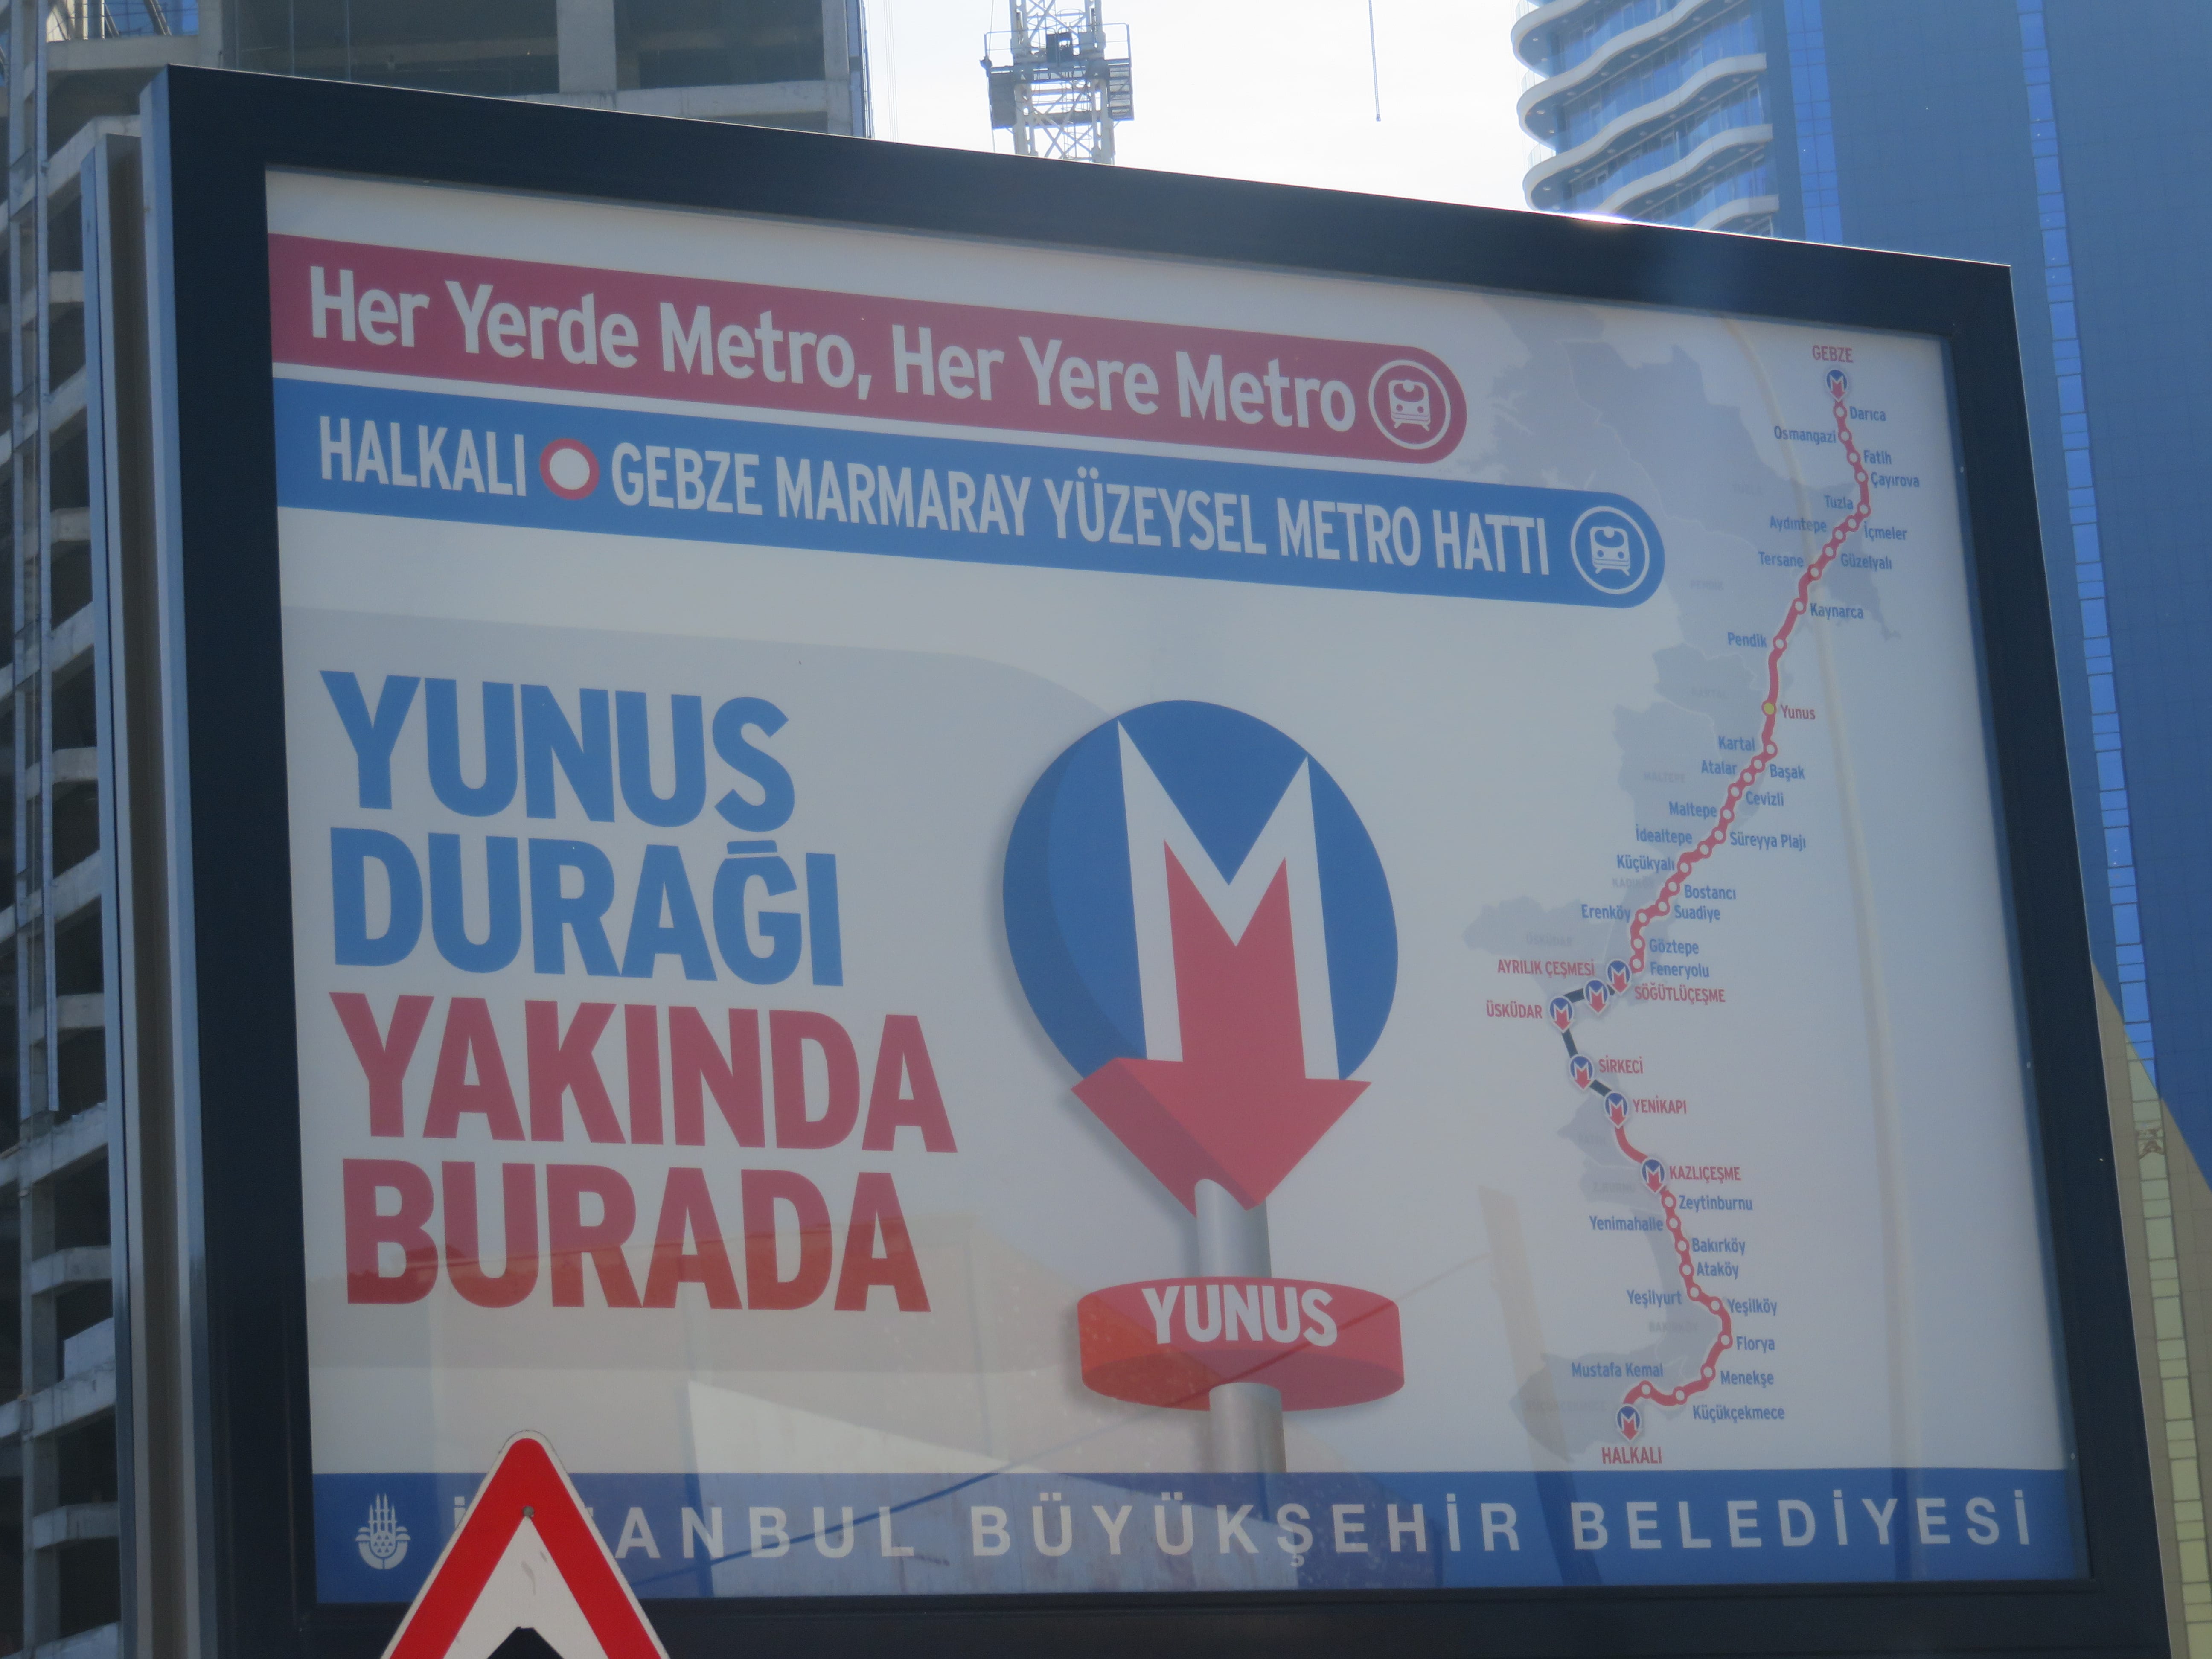 Her Yerde Metro, Her Yere Metro
HALKALI GEBZE MARMARAY YÜZEYSEL METRO HATTI
YUNUS
DURAĞI
YAKINDA
BURADA
M
YUNUS
GEBZE
Darıca
Osmangazi
Fatih
Çayırova
Tuzla
Aydıntepe
İçmeler
Tersane
Güzelyalı
Kaynarca
Pendik
Yunus
Kartal
Atalar
Başak
Cevizli
Maltepe
İdealtepe
Süreyya Plajı
Küçükyalı
Bostancı
Erenköy
Suadiye
Göztepe
AYRILIK ÇEŞMESİ
Feneryolu
SÖĞÜTLÜÇEŞME
ÜSKÜDAR
SİRKECİ
YENİKAPI
KAZLIÇEŞME
Zeytinburnu
Yenimahalle
Bakırköy
Ataköy
Yeşilyurt
Yeşilköy
Florya
Mustafa Kemal
Menekşe
Küçükçekmece
HALKALI
BÜYÜKŞEHİR BELEDİYESİ